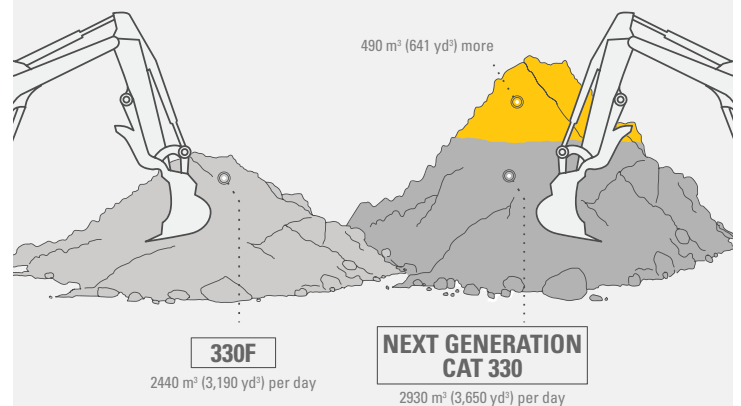 490 m³ (641 yd³) more
330F
2440 m³ (3,190 yd³) per day
NEXT GENERATION
CAT 330
2930 m³ (3,650 yd³) per day